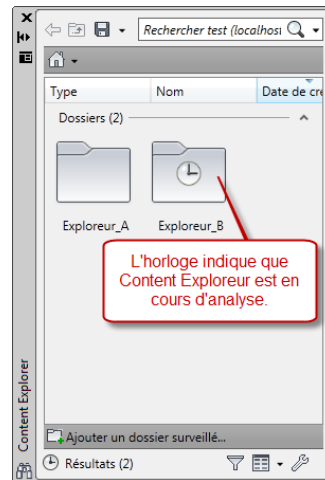 Rechercher test (localhos
Type
Nom
Date de cré
Dossiers (2)
Exploreur_A
Exploreur_B
L'horloge indique que
Content Exploreur est en
cours d'analyse.
Content Explorer
Ajouter un dossier surveillé...
Résultats (2)